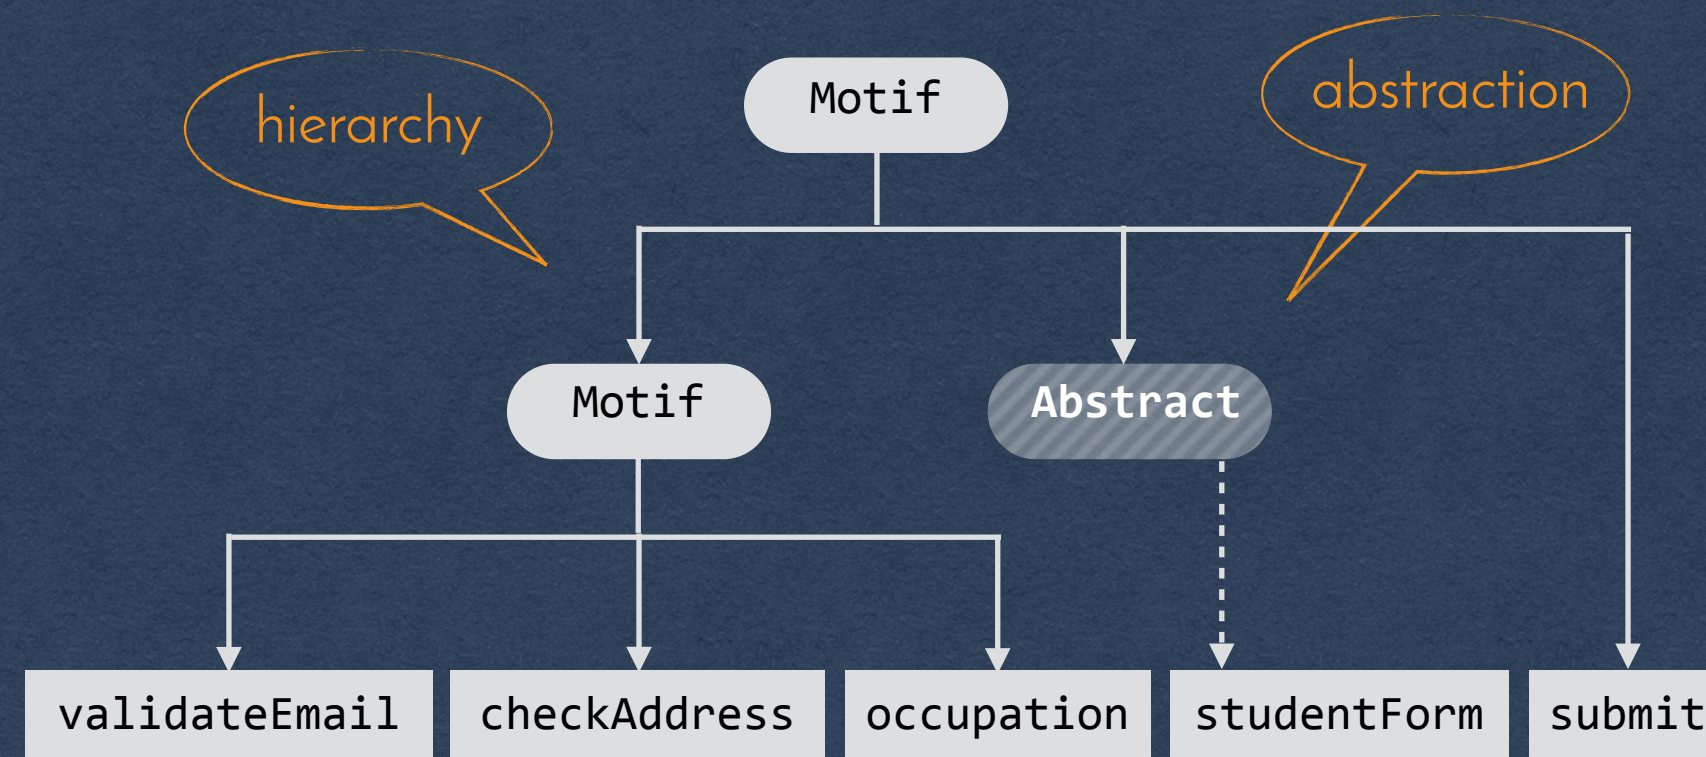 hierarchy
Motif
abstraction
Motif
Abstract
validateEmail
checkAddress
occupation
studentForm
submit